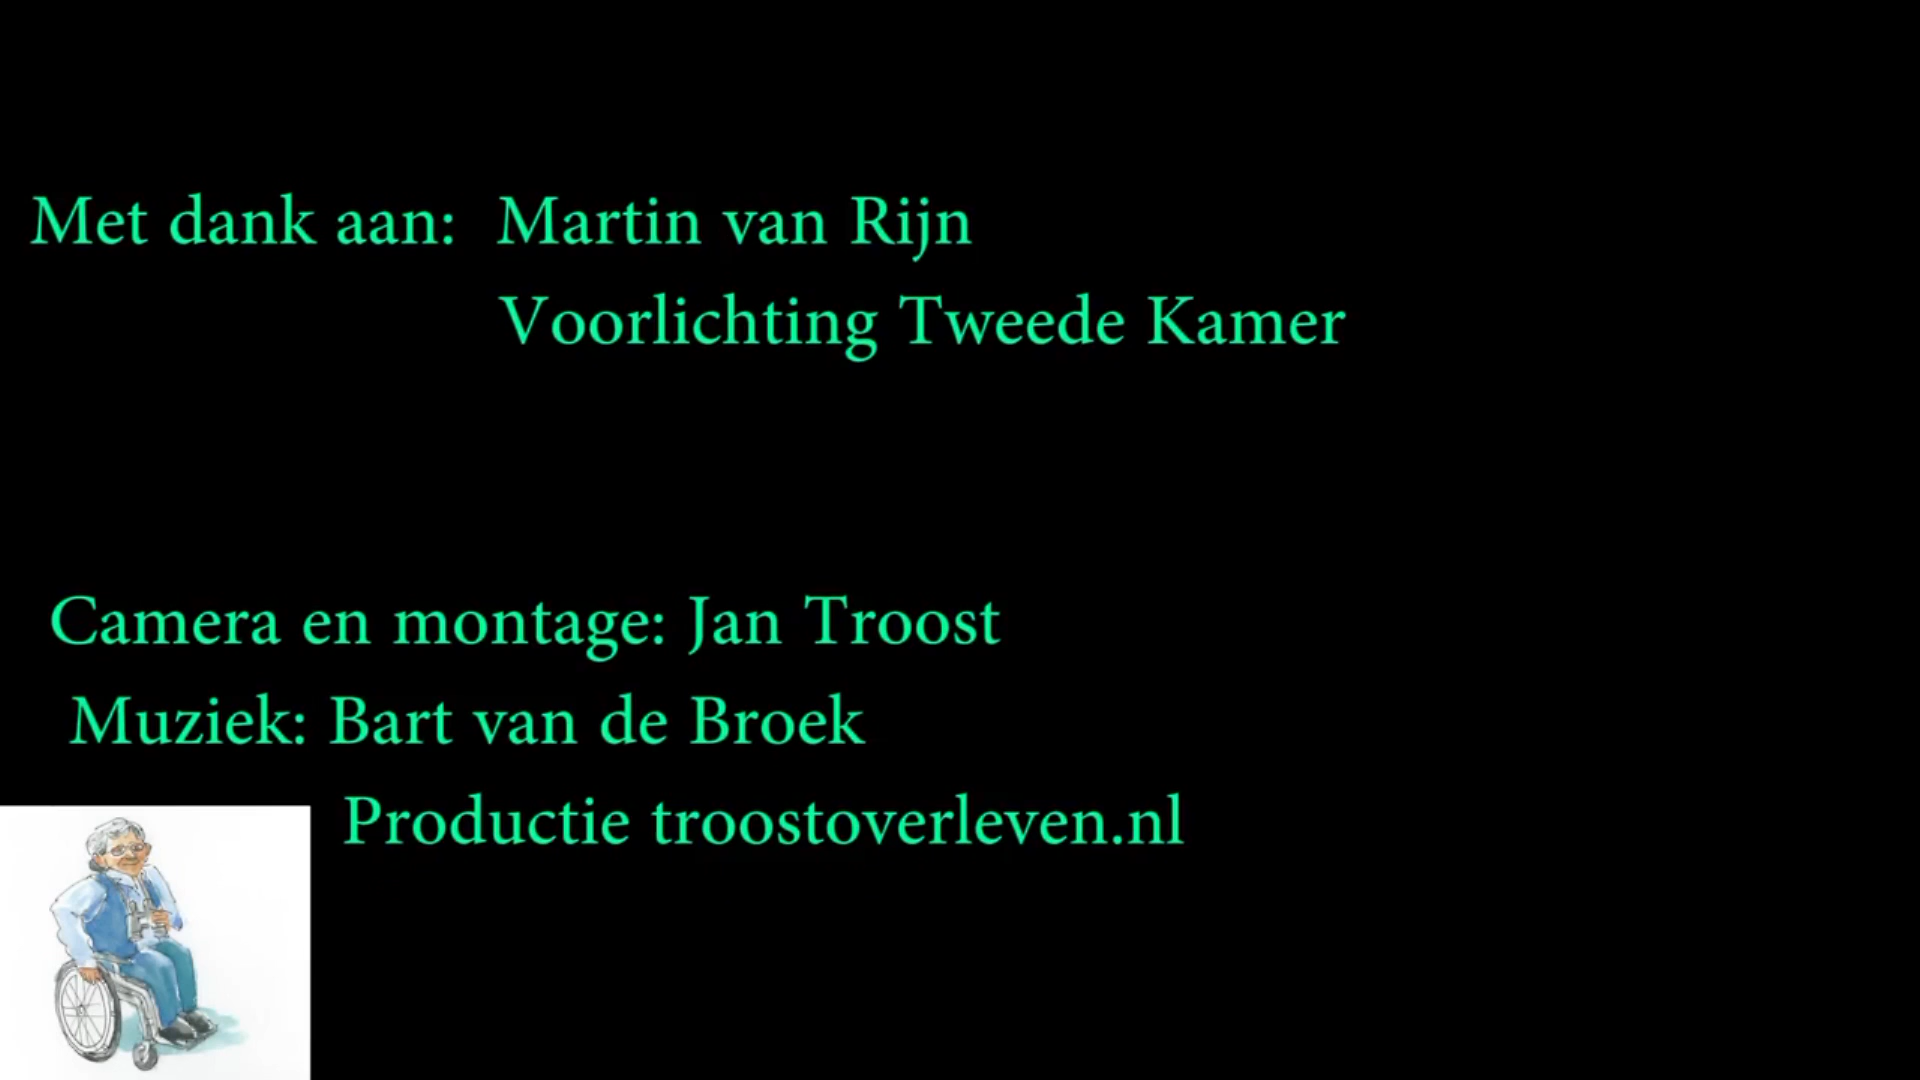 Met dank aan: Martin van Rijn
Voorlichting Tweede Kamer
Camera en montage: Jan Troost
Muziek: Bart van de Broek
Productie troostoverleven.nl